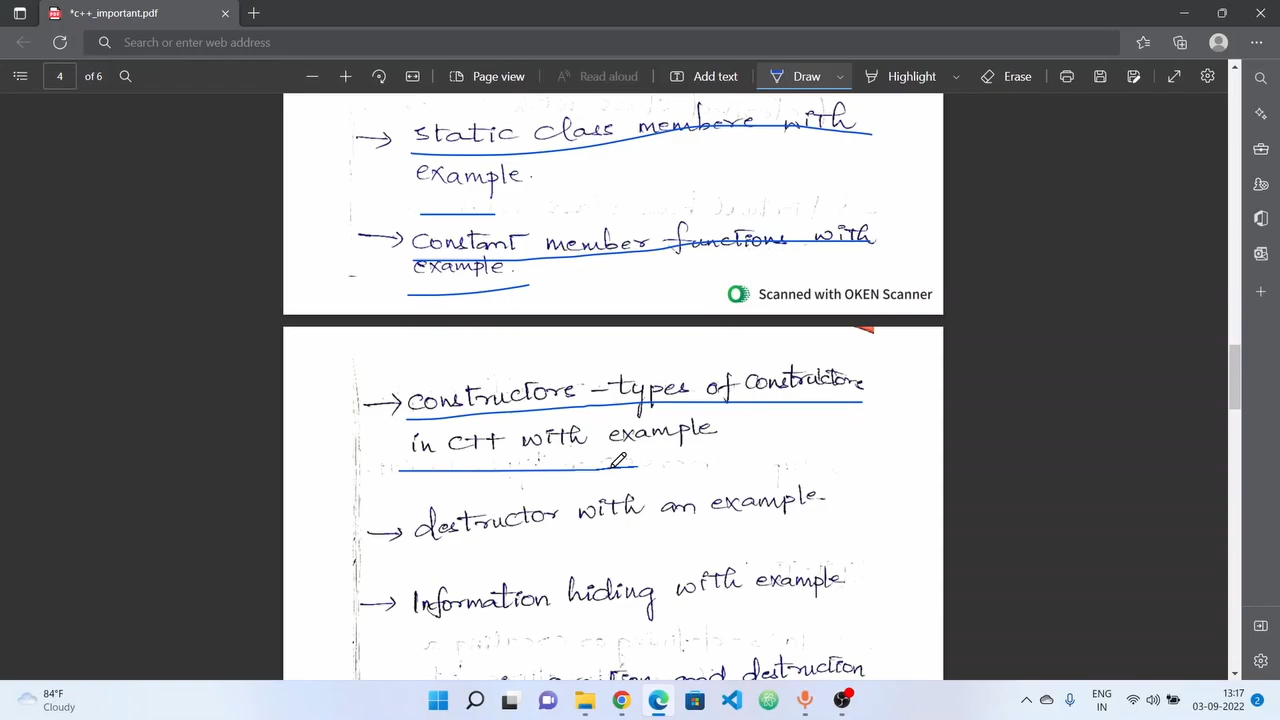 *c++_important.pdf
Search or enter web address
4 of 6
Page view
Read aloud
Add text
Draw
Highlight
Erase
→ static class members with
example.
→ Constant member functions with
example.
Scanned with OKEN Scanner
→ constructors - types of constructors
in C++ with example
→ destructor with an example.
→ Information hiding with example
and destruction
84°F
Cloudy
ENG
IN
13:17
03-09-2022
2